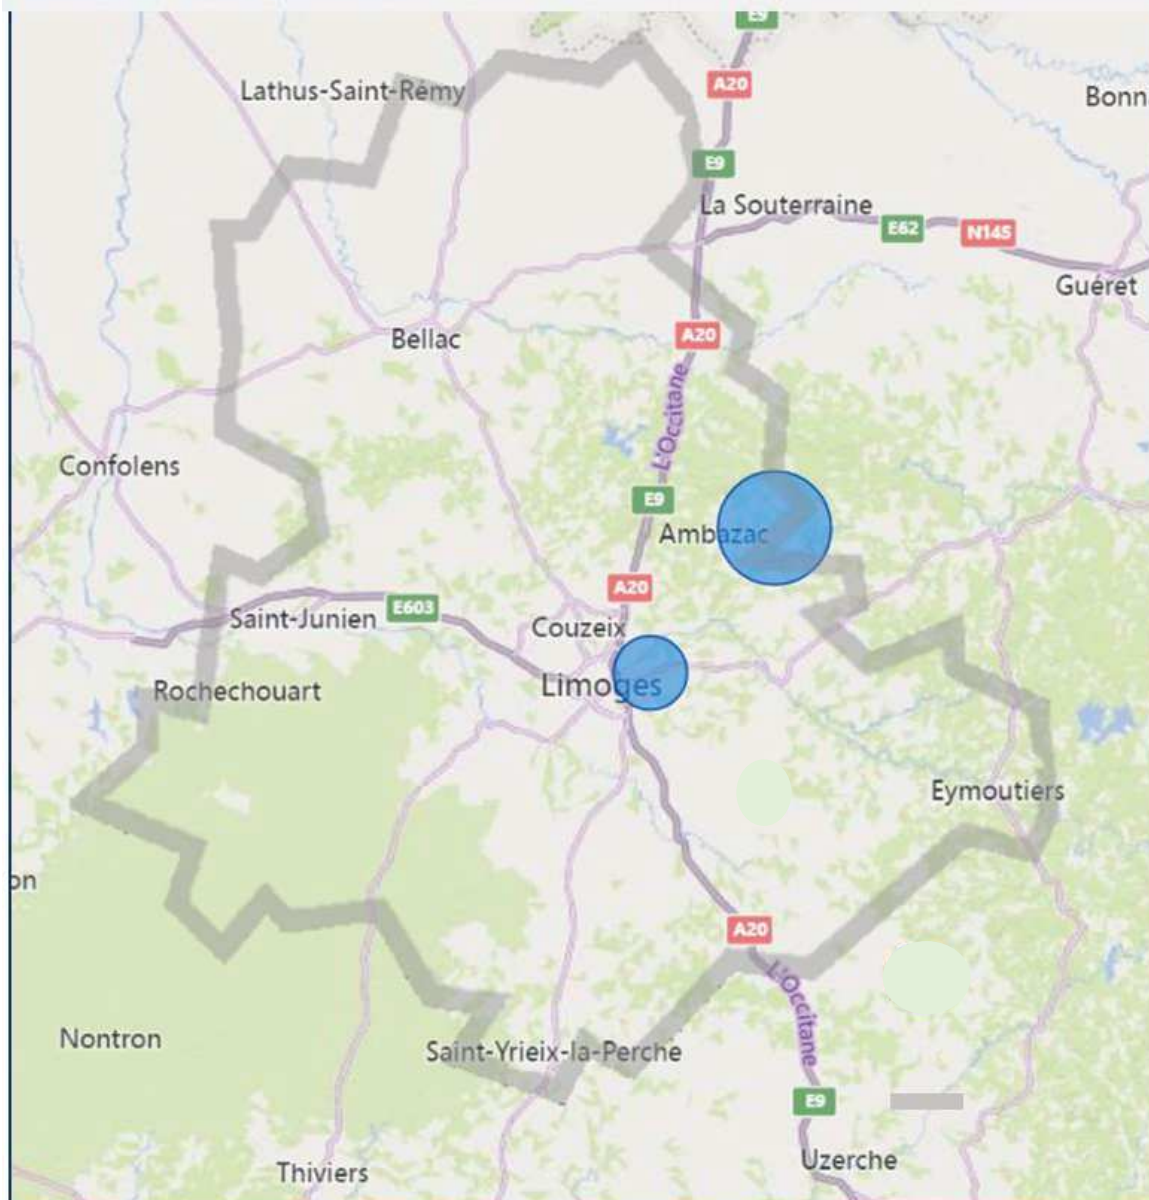 E9
A20
Lathus-Saint-Rémy
Bonn
E9
La Souterraine
E62
N145
Guéret
A20
Bellac
L'Occitane
Confolens
E9
Ambazac
A20
E603
Saint-Junien
Couzeix
Limoges
Rochechouart
Eymoutiers
on
A20
L'Occitane
Nontron
Saint-Yrieix-la-Perche
E9
Uzerche
Thiviers